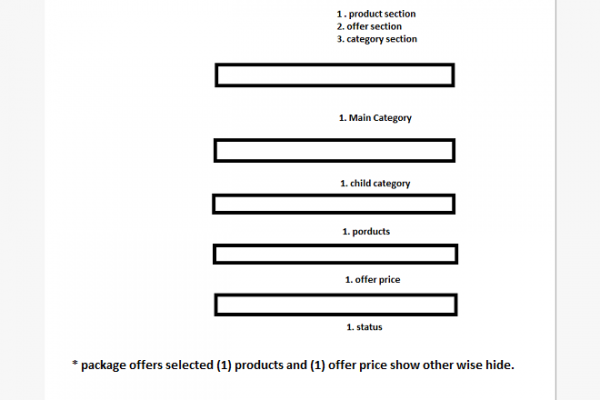 1 . product section
2. offer section
3. category section
1. Main Category
1. child category
1. porducts
1. offer price
1. status
* package offers selected (1) products and (1) offer price show other wise hide.